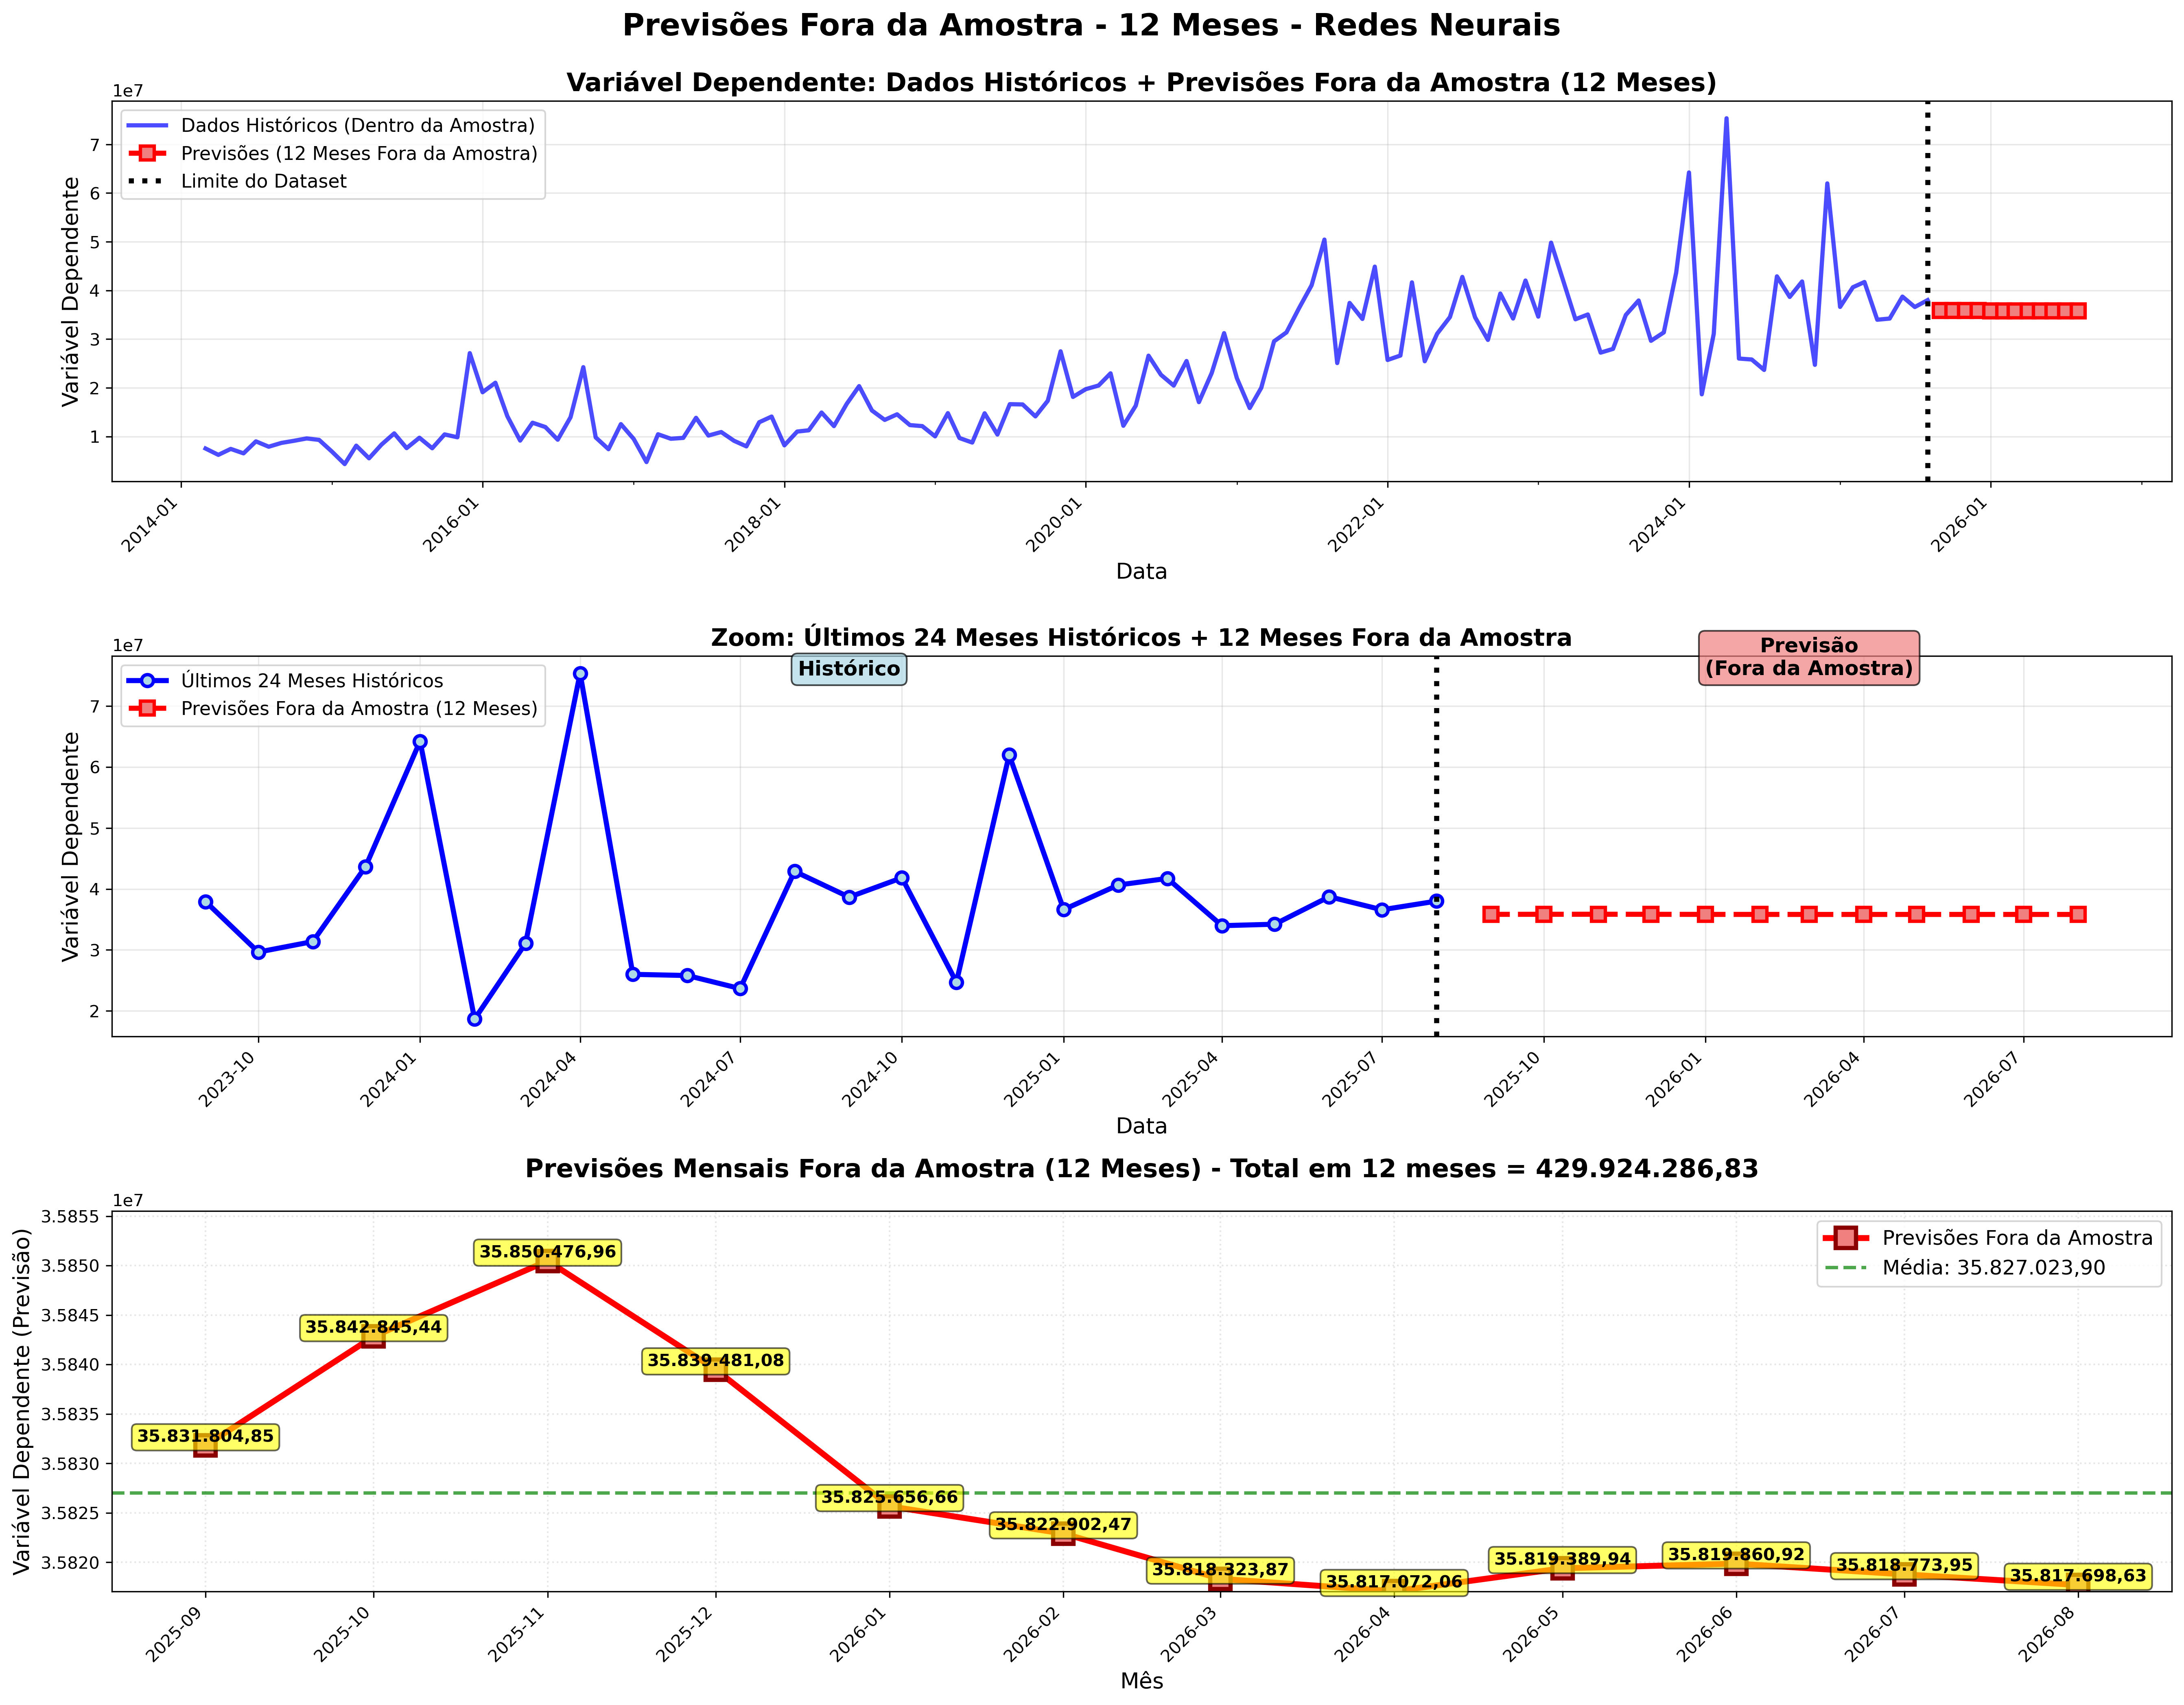 Previsões Fora da Amostra - 12 Meses - Redes Neurais
Variável Dependente: Dados Históricos + Previsões Fora da Amostra (12 Meses)
1e7
Dados Históricos (Dentro da Amostra)
Previsões (12 Meses Fora da Amostra)
Limite do Dataset
Variável Dependente
7
6
5
4
3
2
1
2014-01
2016-01
2018-01
2020-01
2022-01
2024-01
2026-01
Data
Zoom: Últimos 24 Meses Históricos + 12 Meses Fora da Amostra
1e7
Histórico
Previsão
(Fora da Amostra)
Últimos 24 Meses Históricos
Previsões Fora da Amostra (12 Meses)
Variável Dependente
7
6
5
4
3
2
2023-10
2024-01
2024-04
2024-07
2024-10
2025-01
2025-04
2025-07
2025-10
2026-01
2026-04
2026-07
Data
Previsões Mensais Fora da Amostra (12 Meses) - Total em 12 meses = 429.924.286,83
1e7
Previsões Fora da Amostra
Média: 35.827.023,90
Variável Dependente (Previsão)
3.5855
3.5850
3.5845
3.5840
3.5835
3.5830
3.5825
3.5820
35.831.804,85
35.842.845,44
35.850.476,96
35.839.481,08
35.825.656,66
35.822.902,47
35.818.323,87
35.817.072,06
35.819.389,94
35.819.860,92
35.818.773,95
35.817.698,63
2025-09
2025-10
2025-11
2025-12
2026-01
2026-02
2026-03
2026-04
2026-05
2026-06
2026-07
2026-08
Mês